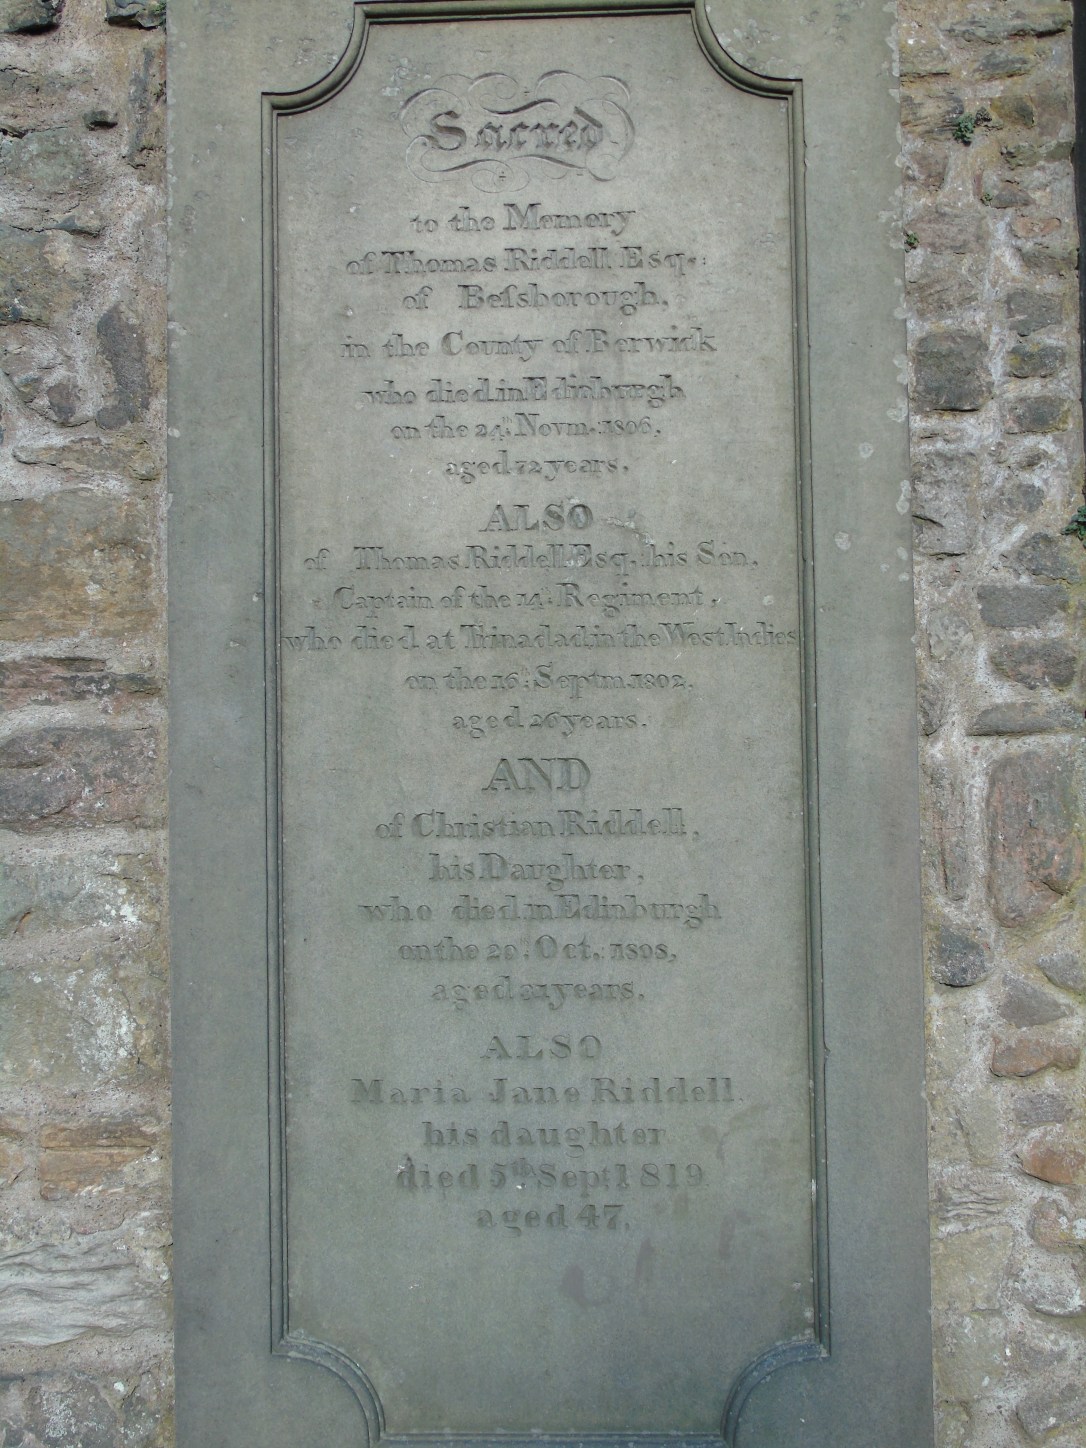 Sacred
to the Memory
of Thomas Riddell Esq.:
of Beſsborough,
in the County of Berwick
who died in Edinburgh
on the 24th Novm. 1806,
aged 72 years,
ALSO
of Thomas Riddell Esq. his Son,
Captain of the 14th Regiment,
who died at Trinadad in the West Indies
on the 16th Septm. 1802.
aged 26 years,
AND
of Christian Riddell,
his Daughter,
who died in Edinburgh
on the Oct. 1808,
aged 31 years,
ALSO
Maria Jane Riddell.
his daughter
died 5th Sept 1819
aged 47,